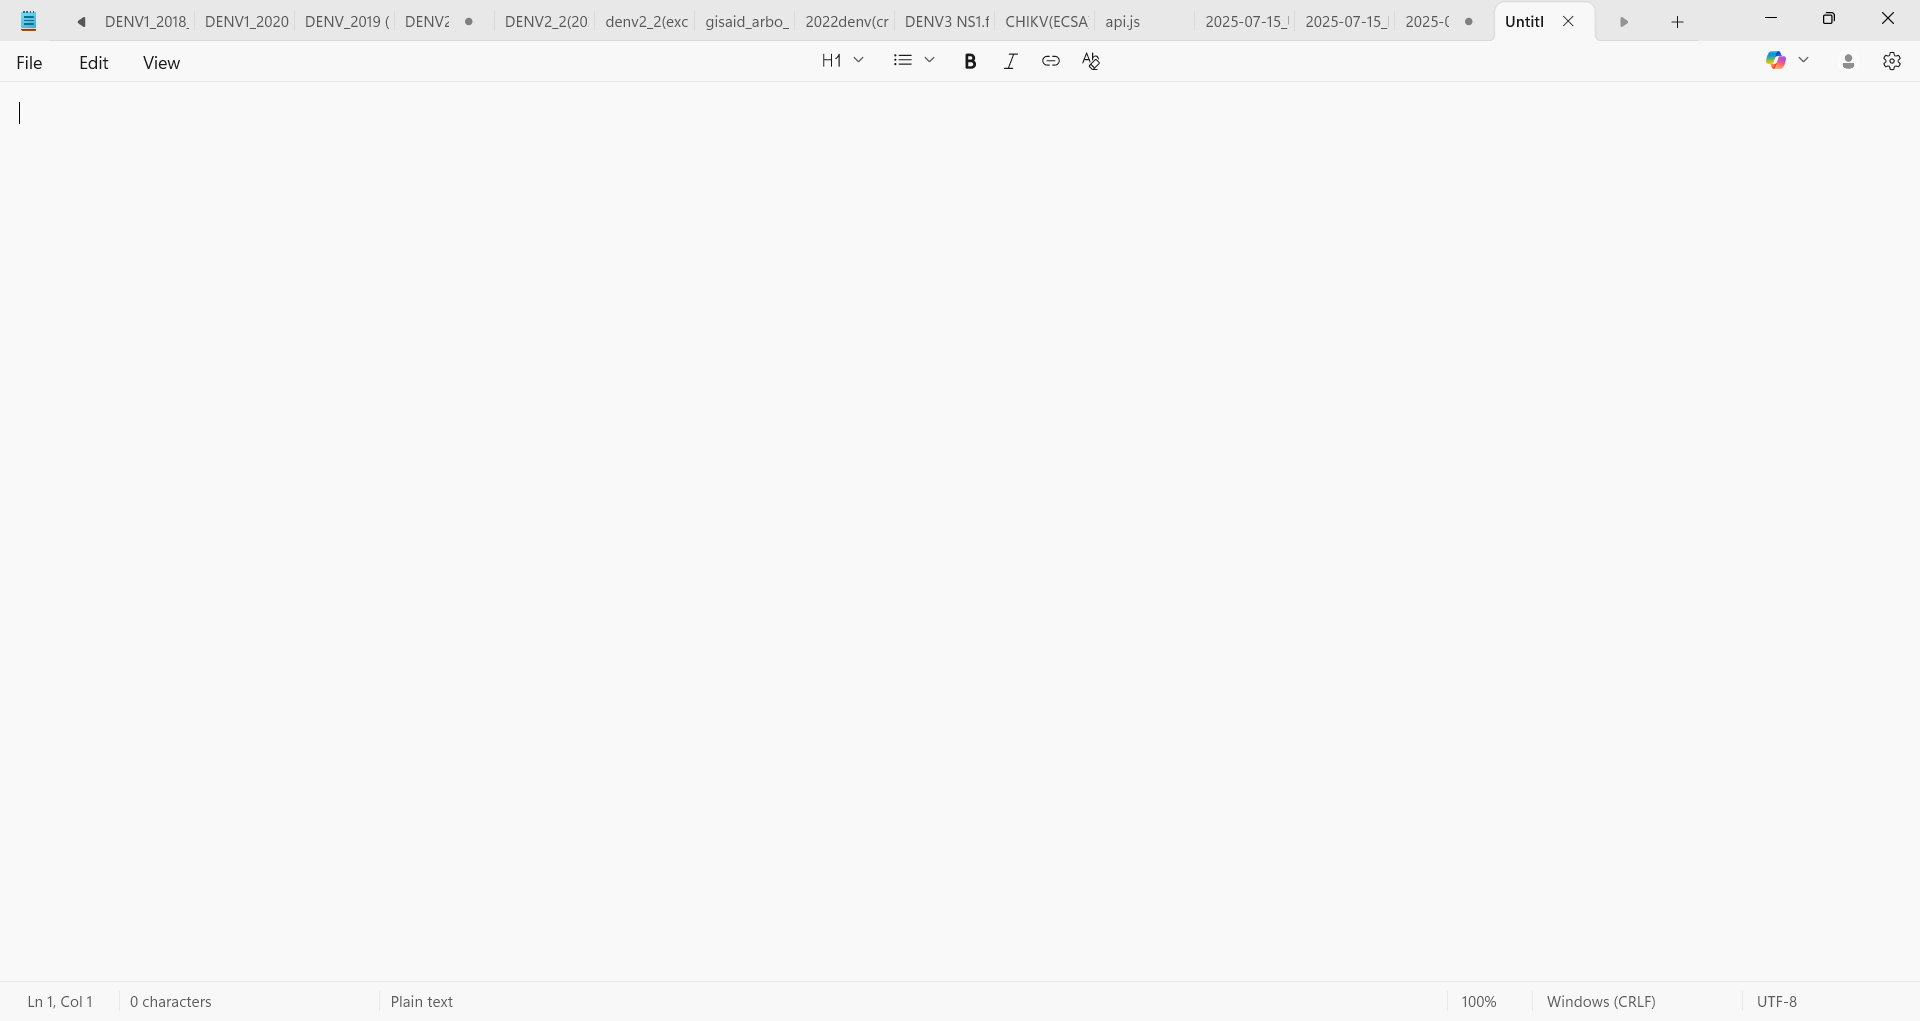 DENV1_2018_ DENV1_2020 DENV_2019 ( DENV2 DENV2_2(20 denv2_2(exc gisaid_arbo_ 2022denv(cr DENV3 NS1.f CHIKV(ECSA api.js 2025-07-15_ 2025-07-15_ 2025-0 Untitl
File Edit View H1 B I A
Ln 1, Col 1 0 characters Plain text 100% Windows (CRLF) UTF-8